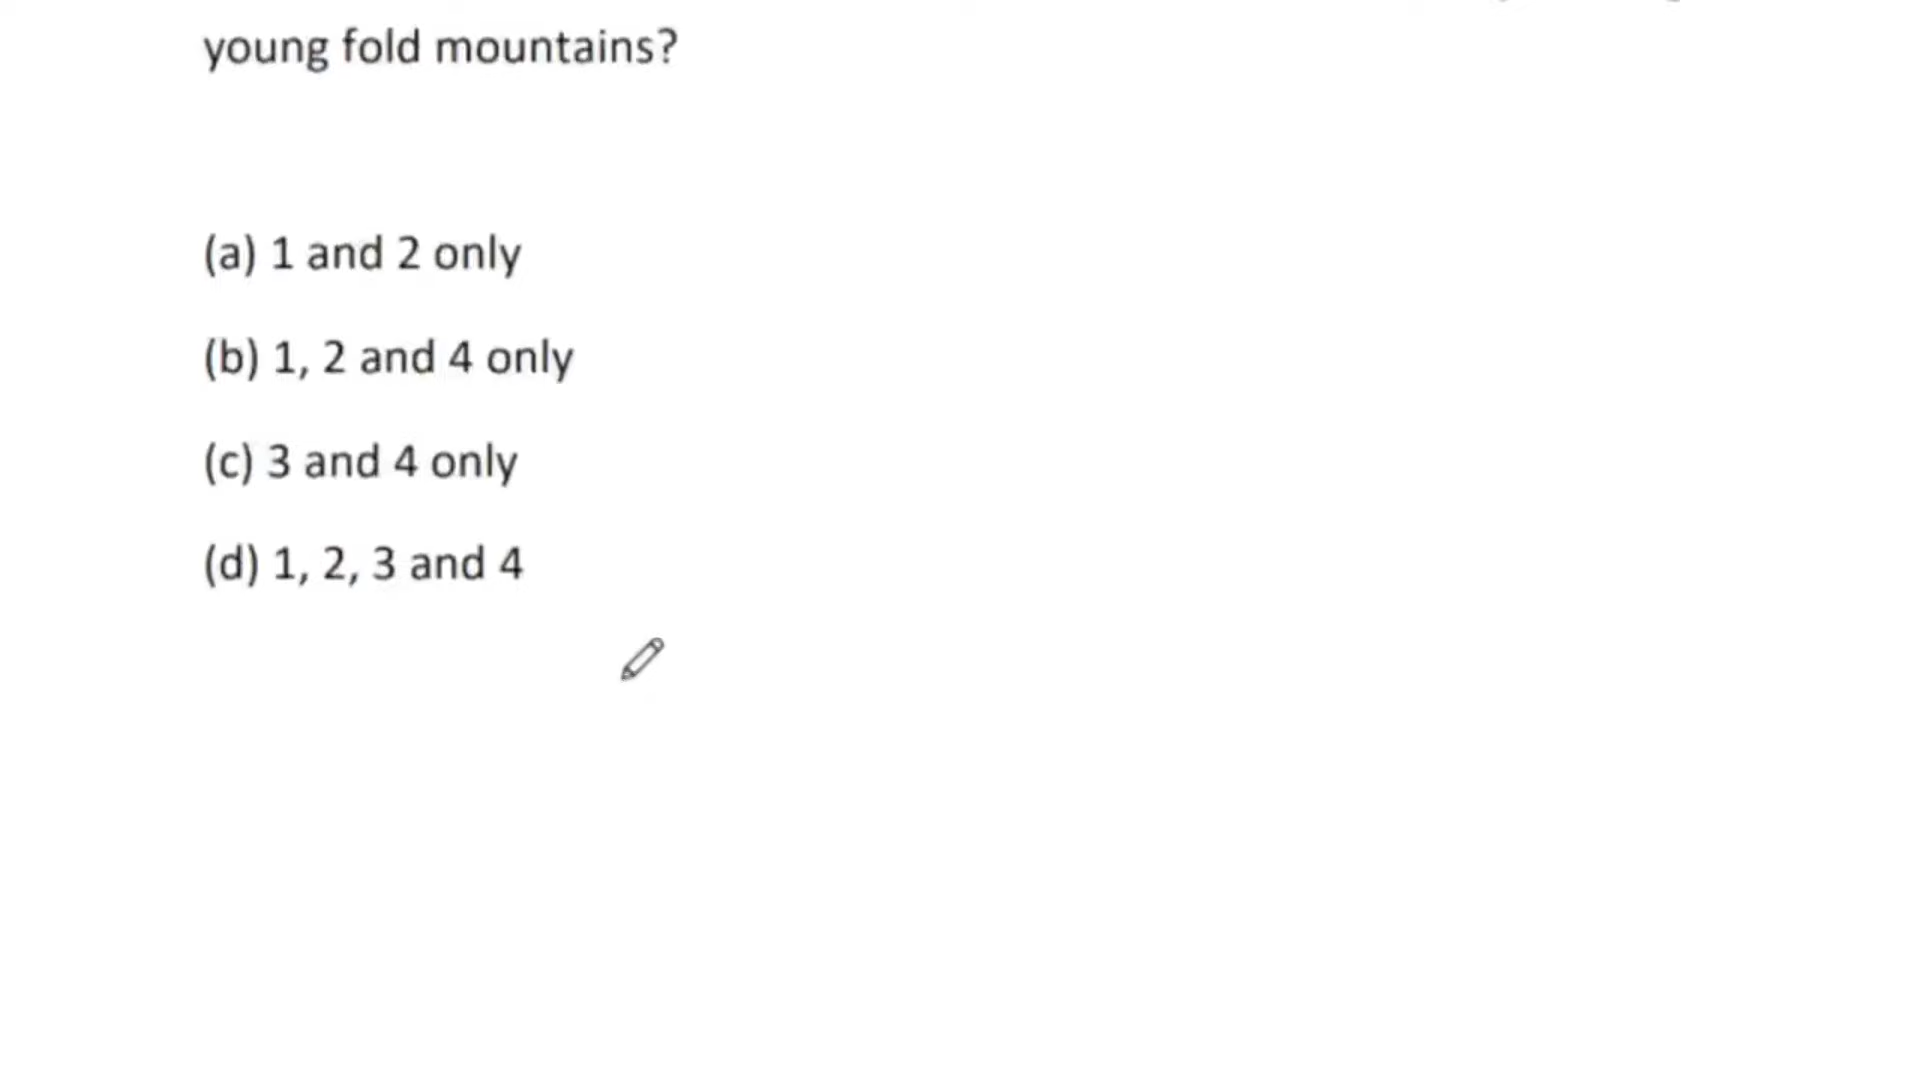 young fold mountains?
(a) 1 and 2 only
(b) 1, 2 and 4 only
(c) 3 and 4 only
(d) 1, 2, 3 and 4